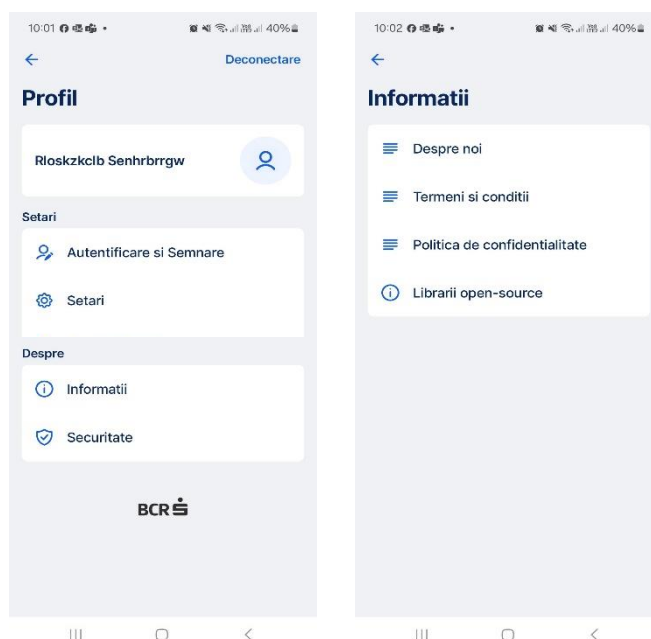 10:01
40%
Deconectare
Profil
Rloskzkclb Senhrbrrgw
Setari
Autentificare si Semnare
Setari
Despre
Informatii
Securitate
BCR
10:02
40%
Informatii
Despre noi
Termeni si conditii
Politica de confidentialitate
Librarii open-source